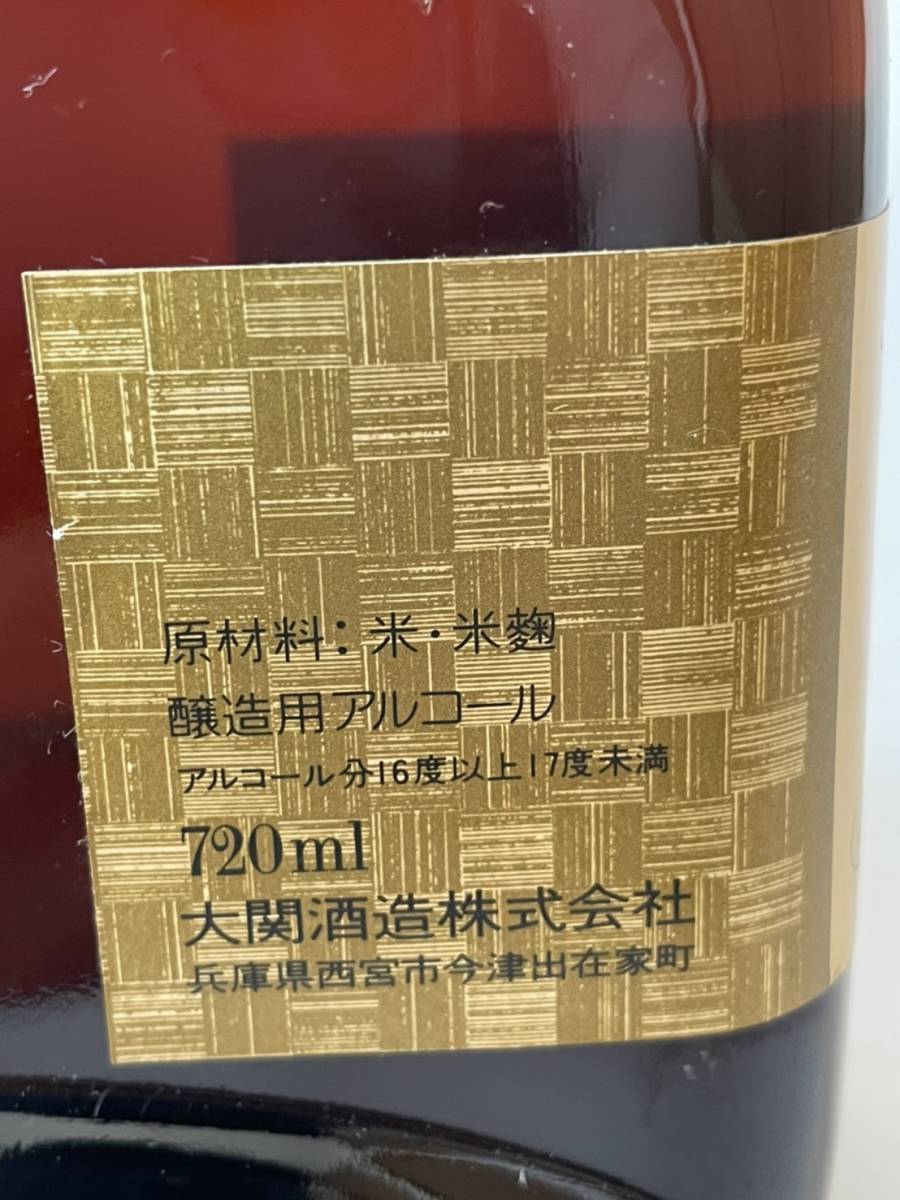 原材料：米・米麴
醸造用アルコール
アルコール分16度以上17度未満
720ml
大関酒造株式会社
兵庫県西宮市今津出在家町